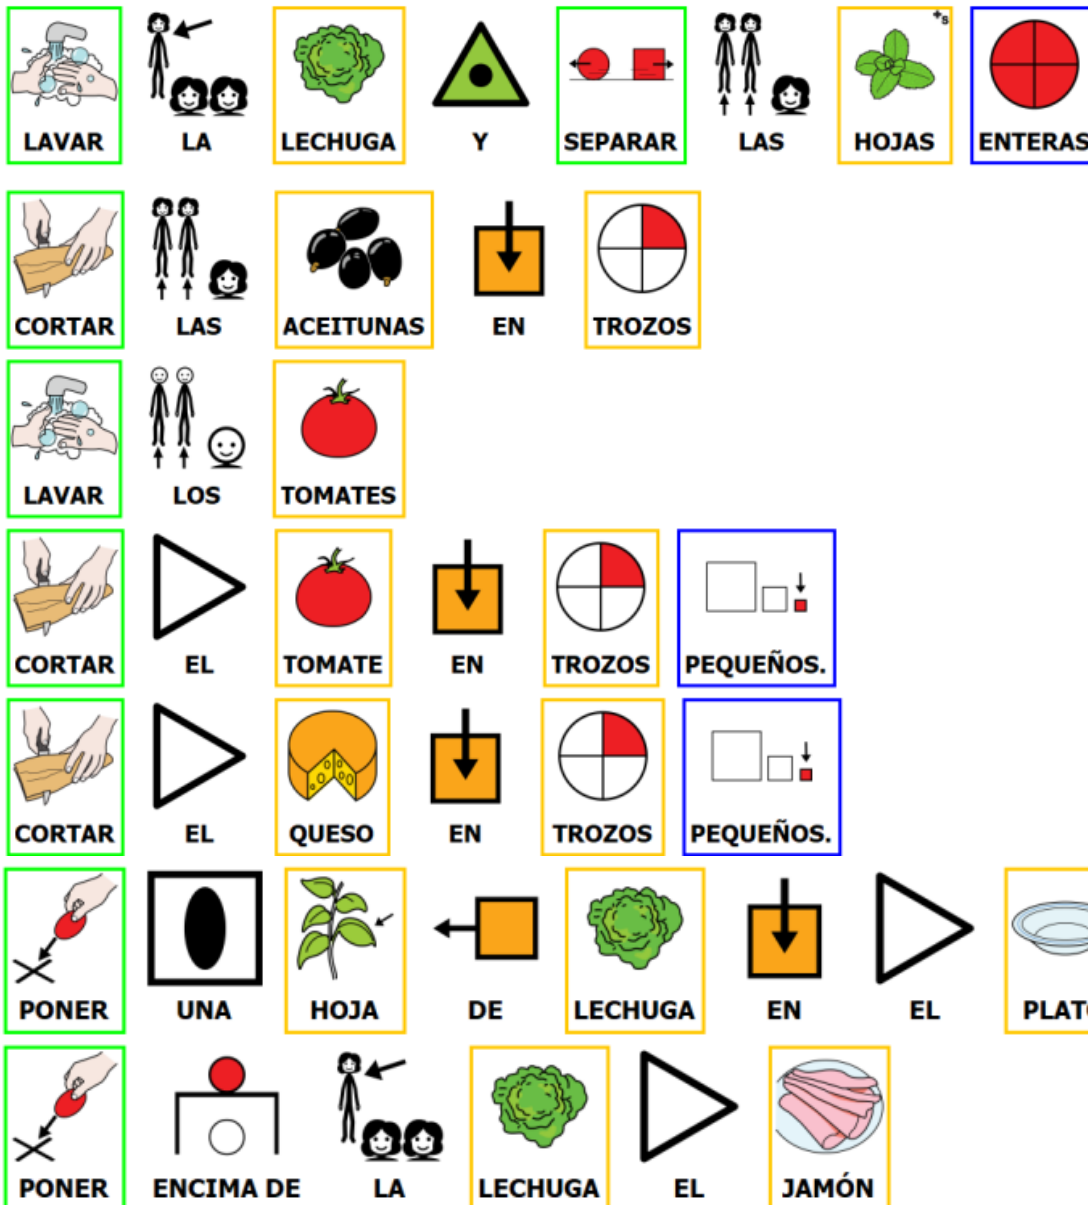 LAVAR LA LECHUGA Y SEPARAR LAS HOJAS +s ENTERAS
CORTAR LAS ACEITUNAS EN TROZOS
LAVAR LOS TOMATES
CORTAR EL TOMATE EN TROZOS PEQUEÑOS.
CORTAR EL QUESO EN TROZOS PEQUEÑOS.
PONER UNA HOJA DE LECHUGA EN EL PLATO
PONER ENCIMA DE LA LECHUGA EL JAMÓN